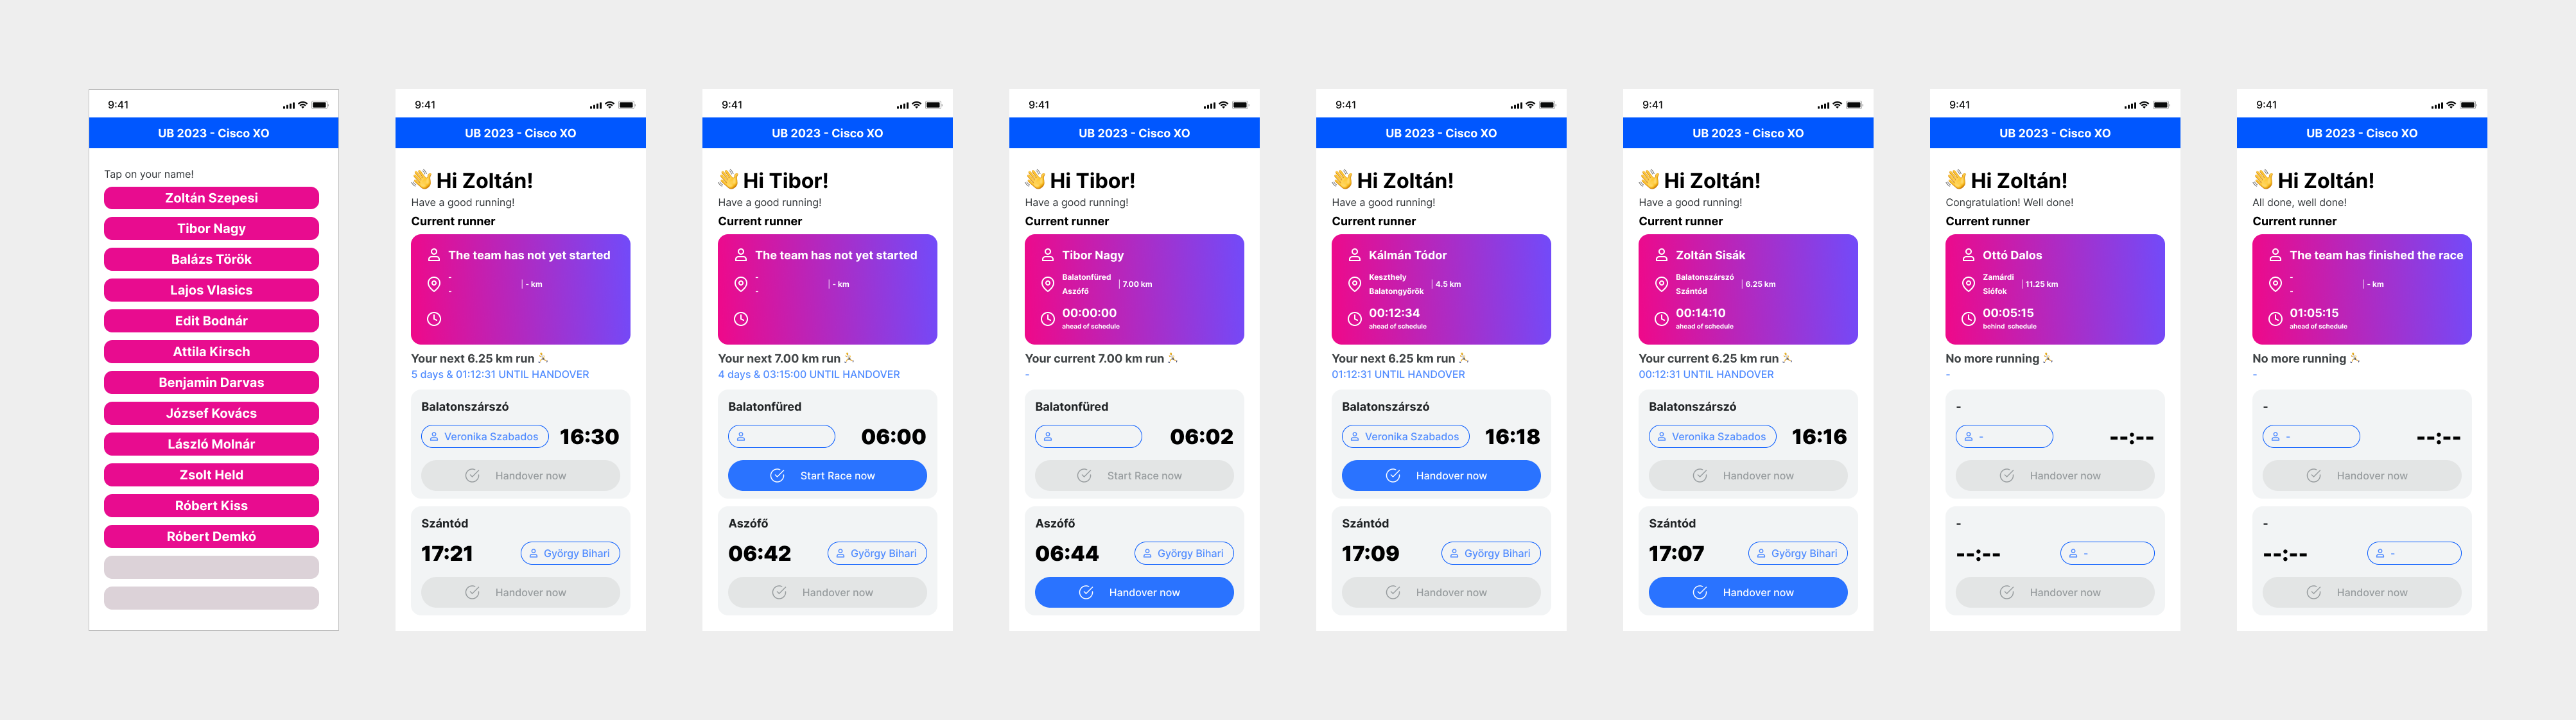 9:41
UB 2023 - Cisco XO
Tap on your name!
Zoltán Szepesi
Tibor Nagy
Balázs Török
Lajos Vlasics
Edit Bodnár
Attila Kirsch
Benjamin Darvas
József Kovács
László Molnár
Zsolt Held
Róbert Kiss
Róbert Demkó
9:41
UB 2023 - Cisco XO
👋 Hi Zoltán!
Have a good running!
Current runner
The team has not yet started
-
- | - km
Your next 6.25 km run 🏃
5 days & 01:12:31 UNTIL HANDOVER
Balatonszárszó
Veronika Szabados 16:30
Handover now
Szántód
17:21 György Bihari
Handover now
9:41
UB 2023 - Cisco XO
👋 Hi Tibor!
Have a good running!
Current runner
The team has not yet started
-
- | - km
Your next 7.00 km run 🏃
4 days & 03:15:00 UNTIL HANDOVER
Balatonfüred
06:00
Start Race now
Aszófő
06:42 György Bihari
Handover now
9:41
UB 2023 - Cisco XO
👋 Hi Tibor!
Have a good running!
Current runner
Tibor Nagy
Balatonfüred
Aszófő | 7.00 km
00:00:00
ahead of schedule
Your current 7.00 km run 🏃
-
Balatonfüred
06:02
Start Race now
Aszófő
06:44 György Bihari
Handover now
9:41
UB 2023 - Cisco XO
👋 Hi Zoltán!
Have a good running!
Current runner
Kálmán Tódor
Keszthely
Balatongyörök | 4.5 km
00:12:34
ahead of schedule
Your next 6.25 km run 🏃
01:12:31 UNTIL HANDOVER
Balatonszárszó
Veronika Szabados 16:18
Handover now
Szántód
17:09 György Bihari
Handover now
9:41
UB 2023 - Cisco XO
👋 Hi Zoltán!
Have a good running!
Current runner
Zoltán Sisák
Balatonszárszó
Szántód | 6.25 km
00:14:10
ahead of schedule
Your current 6.25 km run 🏃
00:12:31 UNTIL HANDOVER
Balatonszárszó
Veronika Szabados 16:16
Handover now
Szántód
17:07 György Bihari
Handover now
9:41
UB 2023 - Cisco XO
👋 Hi Zoltán!
Congratulation! Well done!
Current runner
Ottó Dalos
Zamárdi
Siófok | 11.25 km
00:05:15
behind schedule
No more running 🏃
-
-
- --:--
Handover now
-
--:-- -
Handover now
9:41
UB 2023 - Cisco XO
👋 Hi Zoltán!
All done, well done!
Current runner
The team has finished the race
-
- | - km
01:05:15
ahead of schedule
No more running 🏃
-
-
- --:--
Handover now
-
--:-- -
Handover now